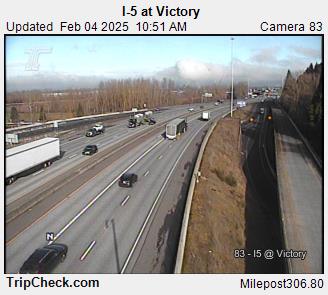 I-5 at Victory
Updated Feb 04 2025 10:51 AM Camera 83
N
83 - I5 @ Victory
TripCheck.com Milepost306.80